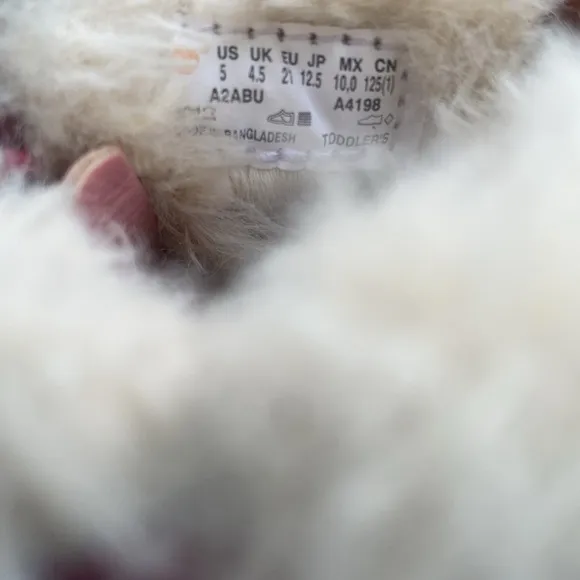 US UK EU JP MX CN
5 4.5 21 12.5 10,0 125(1)
A2ABU A4198
BANGLADESH TODDLER'S